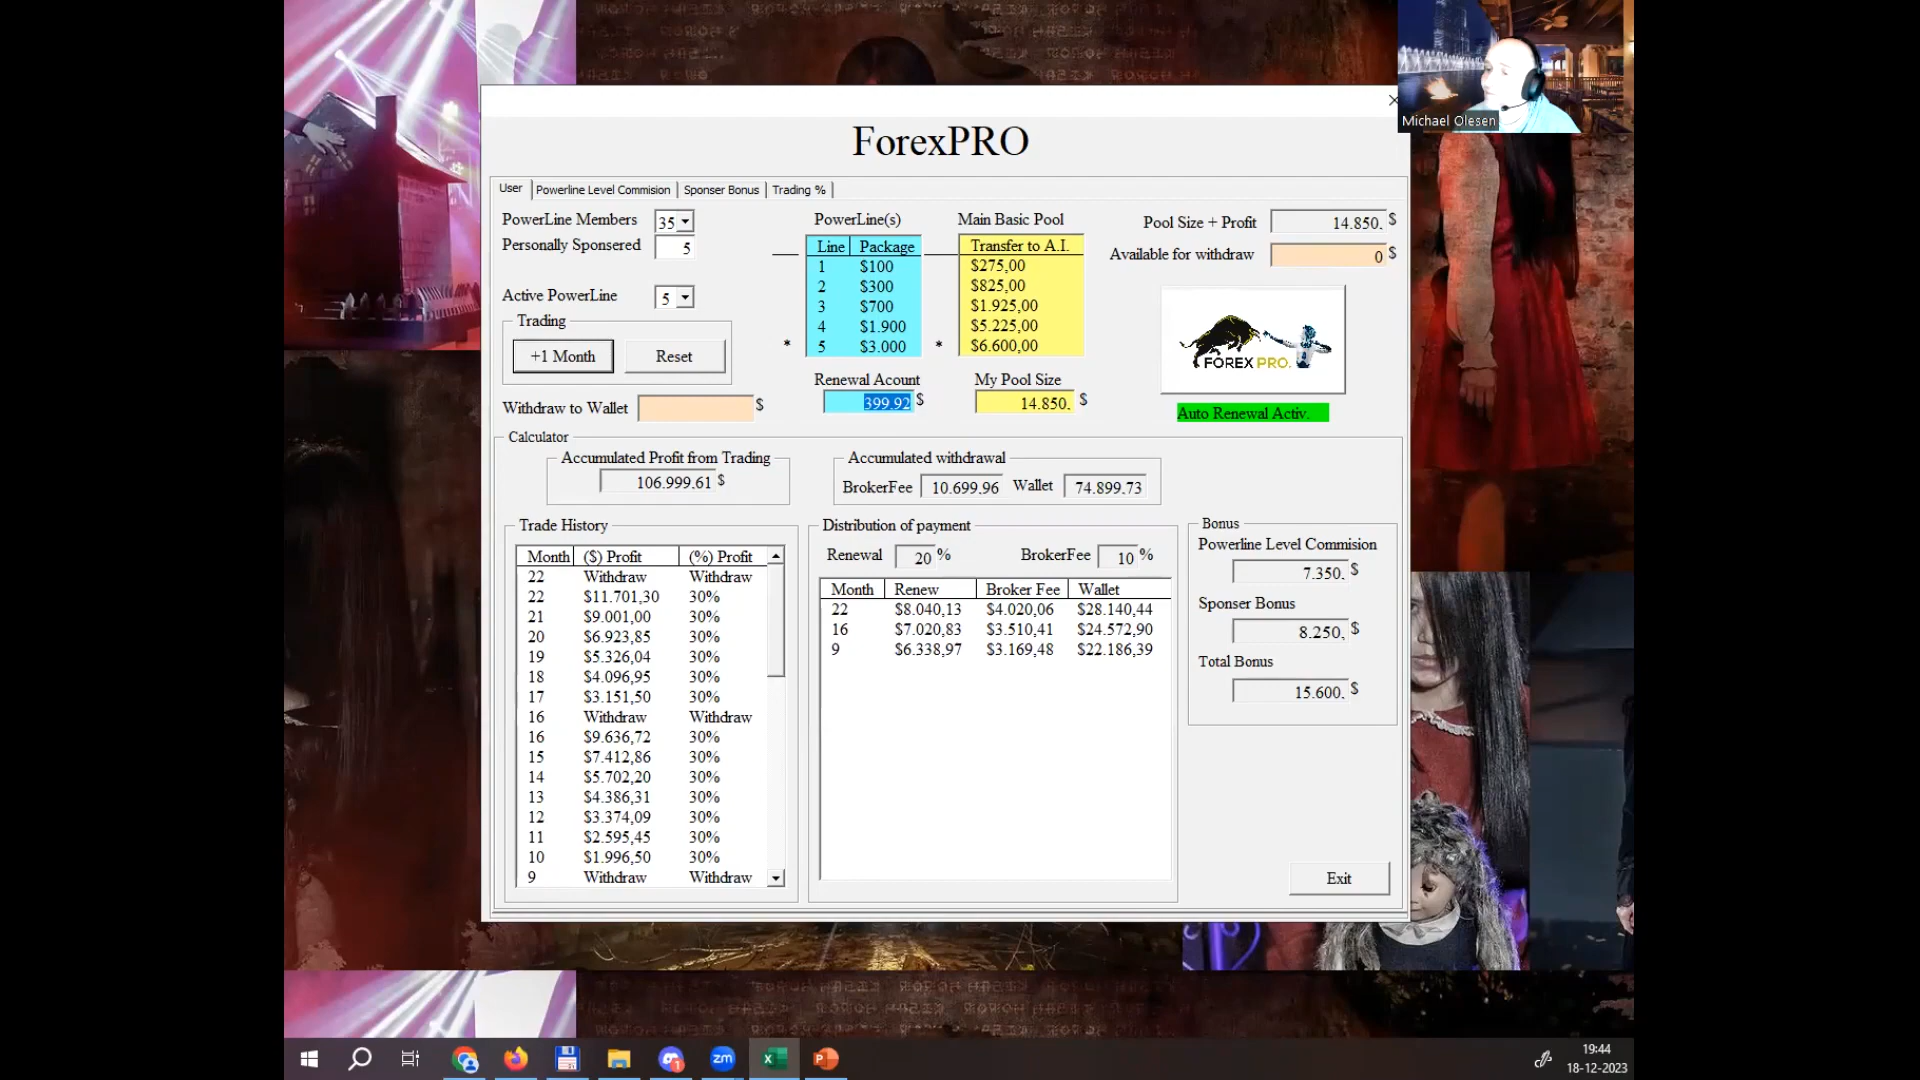 Michael Olesen
ForexPRO
User Powerline Level Commision Sponser Bonus Trading %
PowerLine Members 35
Personally Sponsered 5
Active PowerLine 5
Trading
+1 Month Reset
Withdraw to Wallet $
PowerLine(s)
Line Package
1 $100
2 $300
3 $700
4 $1.900
* 5 $3.000
Renewal Acount
399.92 $
Main Basic Pool
Transfer to A.I.
$275,00
$825,00
$1.925,00
$5.225,00
* $6.600,00
My Pool Size
14.850. $
Pool Size + Profit 14.850. $
Available for withdraw 0 $
FOREX PRO.
Auto Renewal Activ.
Calculator
Accumulated Profit from Trading
106.999.61 $
Accumulated withdrawal
BrokerFee 10.699.96 Wallet 74.899.73
Trade History
Month ($) Profit (%) Profit
22 Withdraw Withdraw
22 $11.701,30 30%
21 $9.001,00 30%
20 $6.923,85 30%
19 $5.326,04 30%
18 $4.096,95 30%
17 $3.151,50 30%
16 Withdraw Withdraw
16 $9.636,72 30%
15 $7.412,86 30%
14 $5.702,20 30%
13 $4.386,31 30%
12 $3.374,09 30%
11 $2.595,45 30%
10 $1.996,50 30%
9 Withdraw Withdraw
Distribution of payment
Renewal 20 % BrokerFee 10 %
Month Renew Broker Fee Wallet
22 $8.040,13 $4.020,06 $28.140,44
16 $7.020,83 $3.510,41 $24.572,90
9 $6.338,97 $3.169,48 $22.186,39
Bonus
Powerline Level Commision
7.350. $
Sponser Bonus
8.250, $
Total Bonus
15.600. $
Exit
zm
19:44
18-12-2023